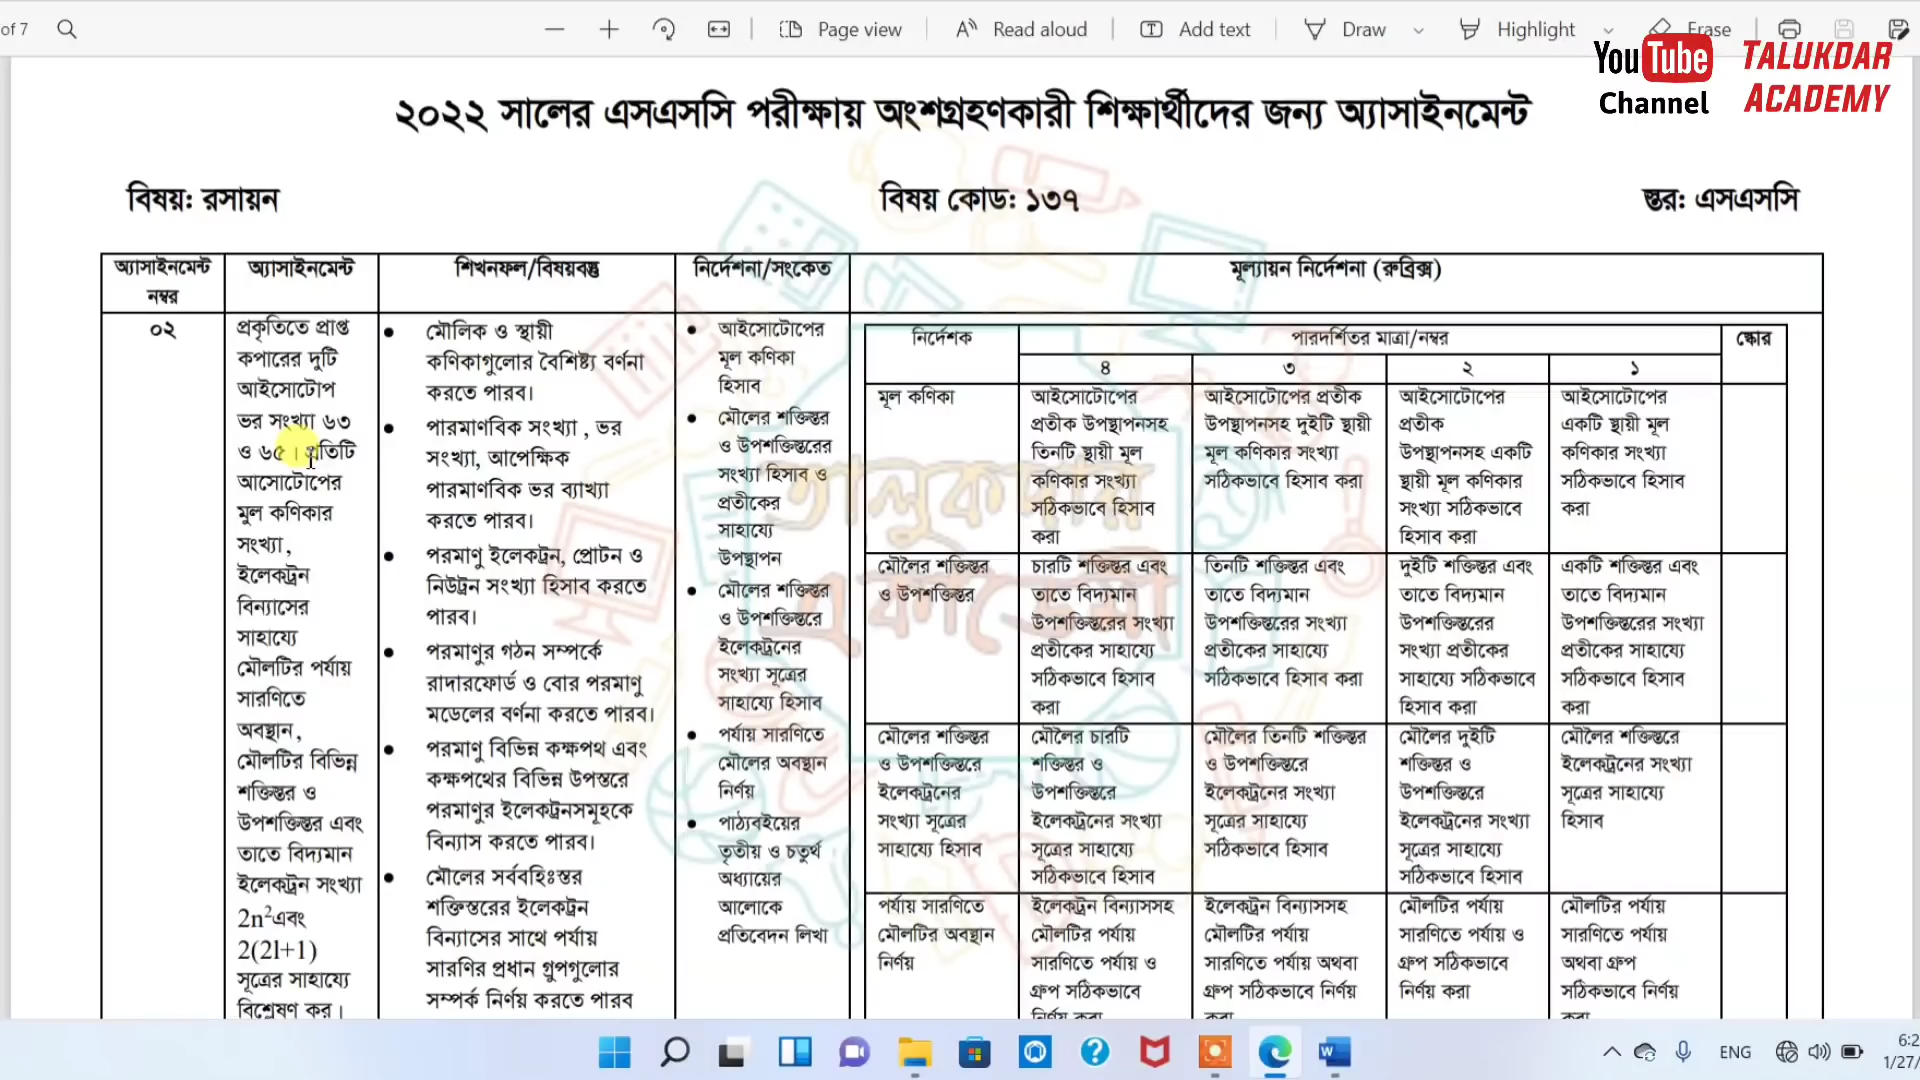 of 7
Page view
Read aloud
Add text
Draw
Highlight
Erase
YouTube
Channel
TALUKDAR
ACADEMY
২০২২ সালের এসএসসি পরীক্ষায় অংশগ্রহণকারী শিক্ষার্থীদের জন্য অ্যাসাইনমেন্ট
বিষয়: রসায়ন
বিষয় কোড: ১৩৭
স্তর: এসএসসি
অ্যাসাইনমেন্ট
নম্বর
অ্যাসাইনমেন্ট
শিখনফল/বিষয়বস্তু
নির্দেশনা/সংকেত
মূল্যায়ন নির্দেশনা (রুব্রিক্স)
০২
প্রকৃতিতে প্রাপ্ত
কপারের দুটি
আইসোটোপ
ভর সংখ্যা ৬৩
ও ৬৫। প্রতিটি
আসোটোপের
মুল কণিকার
সংখ্যা,
ইলেকট্রন
বিন্যাসের
সাহায্যে
মৌলটির পর্যায়
সারণিতে
অবস্থান,
মৌলটির বিভিন্ন
শক্তিস্তর ও
উপশক্তিস্তর এবং
তাতে বিদ্যমান
ইলেকট্রন সংখ্যা
2n²এবং
2(2l+1)
সূত্রের সাহায্যে
বিশ্লেষণ কর।
● মৌলিক ও স্থায়ী
কণিকাগুলোর বৈশিষ্ট্য বর্ণনা
করতে পারব।
● পারমাণবিক সংখ্যা , ভর
সংখ্যা, আপেক্ষিক
পারমাণবিক ভর ব্যাখ্যা
করতে পারব।
● পরমাণু ইলেকট্রন, প্রোটন ও
নিউট্রন সংখ্যা হিসাব করতে
পারব।
● পরমাণুর গঠন সম্পর্কে
রাদারফোর্ড ও বোর পরমাণু
মডেলের বর্ণনা করতে পারব।
● পরমাণু বিভিন্ন কক্ষপথ এবং
কক্ষপথের বিভিন্ন উপস্তরে
পরমাণুর ইলেকট্রনসমূহকে
বিন্যাস করতে পারব।
● মৌলের সর্ববহিঃস্তর
শক্তিস্তরের ইলেকট্রন
বিন্যাসের সাথে পর্যায়
সারণির প্রধান গ্রুপগুলোর
সম্পর্ক নির্ণয় করতে পারব
● আইসোটোপের
মূল কণিকা
হিসাব
● মৌলের শক্তিস্তর
ও উপশক্তিস্তরের
সংখ্যা হিসাব ও
প্রতীকের
সাহায্যে
উপস্থাপন
● মৌলের শক্তিস্তর
ও উপশক্তিস্তরে
ইলেকট্রনের
সংখ্যা সূত্রের
সাহায্যে হিসাব
● পর্যায় সারণিতে
মৌলের অবস্থান
নির্ণয়
● পাঠ্যবইয়ের
তৃতীয় ও চতুর্থ
অধ্যায়ের
আলোকে
প্রতিবেদন লিখা
নির্দেশক
পারদর্শিতর মাত্রা/নম্বর
স্কোর
৪
৩
২
১
মূল কণিকা
আইসোটোপের
প্রতীক উপস্থাপনসহ
তিনটি স্থায়ী মূল
কণিকার সংখ্যা
সঠিকভাবে হিসাব
করা
আইসোটোপের প্রতীক
উপস্থাপনসহ দুইটি স্থায়ী
মূল কণিকার সংখ্যা
সঠিকভাবে হিসাব করা
আইসোটোপের
প্রতীক
উপস্থাপনসহ একটি
স্থায়ী মূল কণিকার
সংখ্যা সঠিকভাবে
হিসাব করা
আইসোটোপের
একটি স্থায়ী মূল
কণিকার সংখ্যা
সঠিকভাবে হিসাব
করা
মৌলৈর শক্তিস্তর
ও উপশক্তিস্তর
চারটি শক্তিস্তর এবং
তাতে বিদ্যমান
উপশক্তিস্তরের সংখ্যা
প্রতীকের সাহায্যে
সঠিকভাবে হিসাব
করা
তিনটি শক্তিস্তর এবং
তাতে বিদ্যমান
উপশক্তিস্তরের সংখ্যা
প্রতীকের সাহায্যে
সঠিকভাবে হিসাব করা
দুইটি শক্তিস্তর এবং
তাতে বিদ্যমান
উপশক্তিস্তরের
সংখ্যা প্রতীকের
সাহায্যে সঠিকভাবে
হিসাব করা
একটি শক্তিস্তর এবং
তাতে বিদ্যমান
উপশক্তিস্তরের সংখ্যা
প্রতীকের সাহায্যে
সঠিকভাবে হিসাব
করা
মৌলৈর শক্তিস্তর
ও উপশক্তিস্তরে
ইলেকট্রনের
সংখ্যা সূত্রের
সাহায্যে হিসাব
মৌলৈর চারটি
শক্তিস্তর ও
উপশক্তিস্তরে
ইলেকট্রনের সংখ্যা
সূত্রের সাহায্যে
সঠিকভাবে হিসাব
মৌলৈর তিনটি শক্তিস্তর
ও উপশক্তিস্তরে
ইলেকট্রনের সংখ্যা
সূত্রের সাহায্যে
সঠিকভাবে হিসাব
মৌলৈর দুইটি
শক্তিস্তর ও
উপশক্তিস্তরে
ইলেকট্রনের সংখ্যা
সূত্রের সাহায্যে
সঠিকভাবে হিসাব
মৌলৈর শক্তিস্তরে
ইলেকট্রনের সংখ্যা
সূত্রের সাহায্যে
হিসাব
পর্যায় সারণিতে
মৌলটির অবস্থান
নির্ণয়
ইলেকট্রন বিন্যাসসহ
মৌলটির পর্যায়
সারণিতে পর্যায় ও
গ্রুপ সঠিকভাবে
নির্ণয় করা
ইলেকট্রন বিন্যাসসহ
মৌলটির পর্যায়
সারণিতে পর্যায় অথবা
গ্রুপ সঠিকভাবে নির্ণয়
করা
মৌলটির পর্যায়
সারণিতে পর্যায় ও
গ্রুপ সঠিকভাবে
নির্ণয় করা
মৌলটির পর্যায়
সারণিতে পর্যায়
অথবা গ্রুপ
সঠিকভাবে নির্ণয়
করা
তালুকদার
একাডেমী
ENG
6:2
1/27/